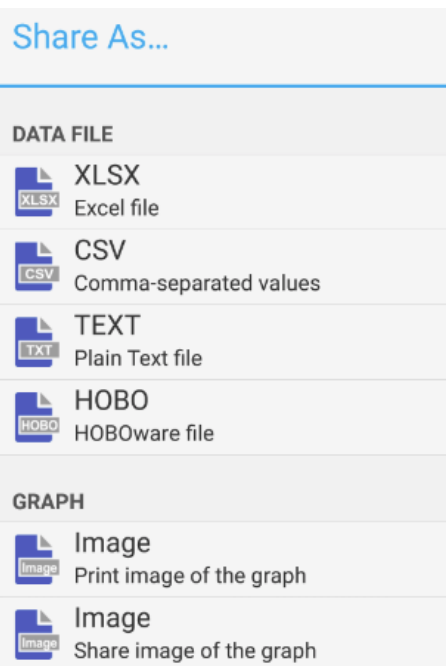 Share As...
DATA FILE
XLSX
XLSX
Excel file
CSV
CSV
Comma-separated values
TEXT
TXT
Plain Text file
HOBO
HOBO
HOBOware file
GRAPH
Image
Image
Print image of the graph
Image
Image
Share image of the graph